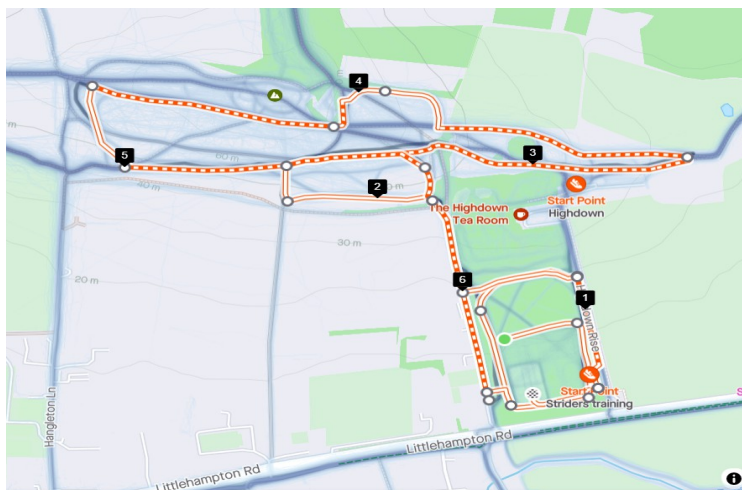 4
60 m
5
3
40 m
2
Start Point
Highdown
The Highdown
Tea Room
30 m
20 m
6
1
Start Point
Striders training
Hangleton Ln
Littlehampton Rd
Littlehampton Rd
S
i